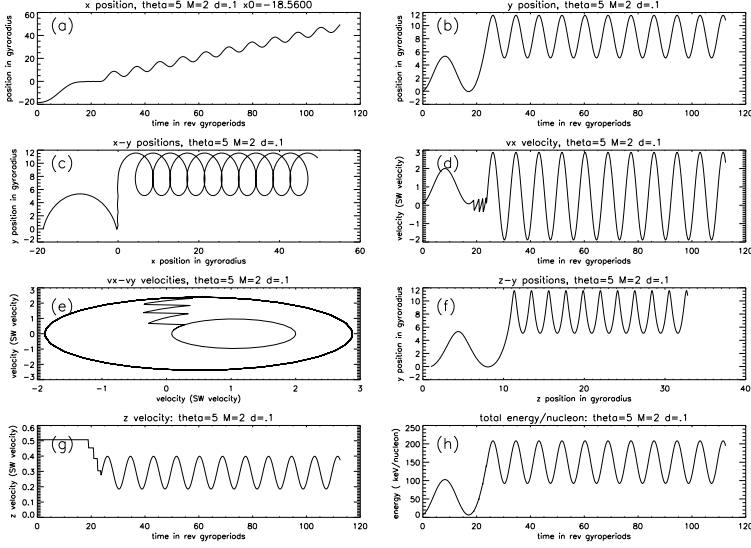 x position, theta=5 M=2 d=.1 x0=−18.5600
(a)
position in gyroradius
60
40
20
0
−20
0 20 40 60 80 100 120
time in rev gyroperiods
y position, theta=5 M=2 d=.1
(b)
position in gyroradius
12
10
8
6
4
2
0
−2
0 20 40 60 80 100 120
time in rev gyroperiods
x−y positions, theta=5 M=2 d=.1
(c)
y position in gyroradius
12
10
8
6
4
2
0
−2
−20 0 20 40 60
x position in gyroradius
vx velocity, theta=5 M=2 d=.1
(d)
velocity (SW velocity)
3
2
1
0
−1
−2
0 20 40 60 80 100 120
time in rev gyroperiods
vx−vy velocities, theta=5 M=2 d=.1
(e)
velocity (SW velocity)
3
2
1
0
−1
−2
−3
−2 −1 0 1 2 3
velocity (SW velocity)
z−y positions, theta=5 M=2 d=.1
(f)
y position in gyroradius
12
10
8
6
4
2
0
−2
0 10 20 30 40
z position in gyroradius
z velocity: theta=5 M=2 d=.1
(g)
z velocity (SW velocity)
0.6
0.5
0.4
0.3
0.2
0.1
0.0
0 20 40 60 80 100 120
time in rev gyroperiods
total energy/nucleon: theta=5 M=2 d=.1
(h)
energy ( keV/nucleon)
250
200
150
100
50
0
0 20 40 60 80 100 120
time in rev gyroperiods